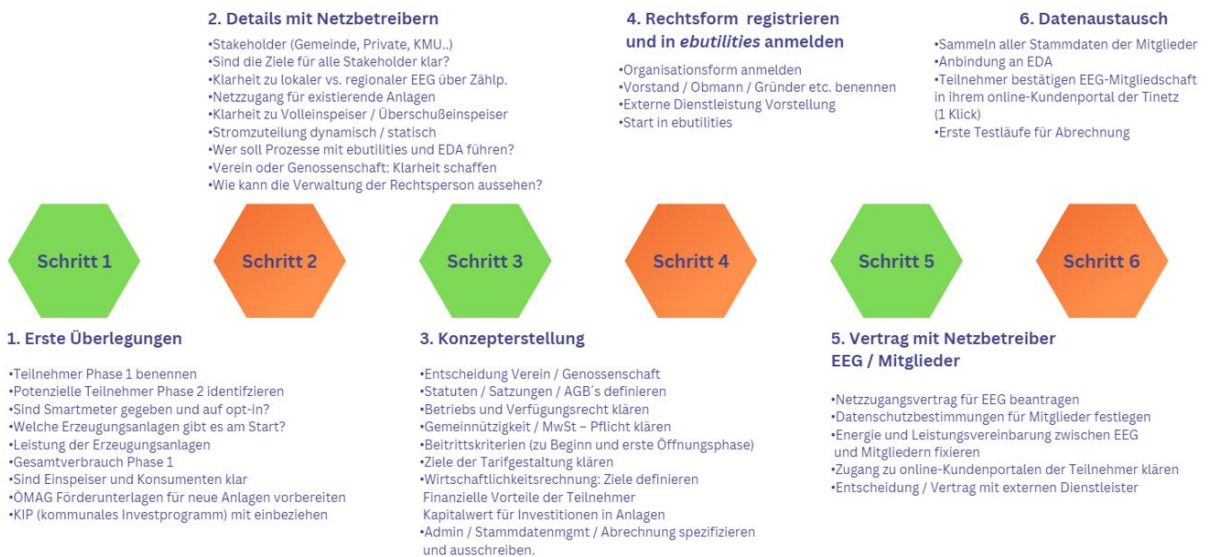 2. Details mit Netzbetreibern
•Stakeholder (Gemeinde, Private, KMU..)
•Sind die Ziele für alle Stakeholder klar?
•Klarheit zu lokaler vs. regionaler EEG über Zählp.
•Netzzugang für existierende Anlagen
•Klarheit zu Volleinspeiser / Überschußeinspeiser
•Stromzuteilung dynamisch / statisch
•Wer soll Prozesse mit ebutilities und EDA führen?
•Verein oder Genossenschaft: Klarheit schaffen
•Wie kann die Verwaltung der Rechtsperson aussehen?
4. Rechtsform registrieren
und in ebutilities anmelden
•Organisationsform anmelden
•Vorstand / Obmann / Gründer etc. benennen
•Externe Dienstleistung Vorstellung
•Start in ebutilities
6. Datenaustausch
•Sammeln aller Stammdaten der Mitglieder
•Anbindung an EDA
•Teilnehmer bestätigen EEG-Mitgliedschaft
in ihrem online-Kundenportal der Tinetz
(1 Klick)
•Erste Testläufe für Abrechnung
Schritt 1
Schritt 2
Schritt 3
Schritt 4
Schritt 5
Schritt 6
1. Erste Überlegungen
•Teilnehmer Phase 1 benennen
•Potenzielle Teilnehmer Phase 2 identifzieren
•Sind Smartmeter gegeben und auf opt-in?
•Welche Erzeugungsanlagen gibt es am Start?
•Leistung der Erzeugungsanlagen
•Gesamtverbrauch Phase 1
•Sind Einspeiser und Konsumenten klar
•ÖMAG Förderunterlagen für neue Anlagen vorbereiten
•KIP (kommunales Investprogramm) mit einbeziehen
3. Konzepterstellung
•Entscheidung Verein / Genossenschaft
•Statuten / Satzungen / AGB´s definieren
•Betriebs und Verfügungsrecht klären
•Gemeinnützigkeit / MwSt – Pflicht klären
•Beitrittskriterien (zu Beginn und erste Öffnungsphase)
•Ziele der Tarifgestaltung klären
•Wirtschaftlichkeitsrechnung: Ziele definieren
Finanzielle Vorteile der Teilnehmer
Kapitalwert für Investitionen in Anlagen
•Admin / Stammdatenmgmt / Abrechnung spezifizieren
und ausschreiben.
5. Vertrag mit Netzbetreiber
EEG / Mitglieder
•Netzzugangsvertrag für EEG beantragen
•Datenschutzbestimmungen für Mitglieder festlegen
•Energie und Leistungsvereinbarung zwischen EEG
und Mitgliedern fixieren
•Zugang zu online-Kundenportalen der Teilnehmer klären
•Entscheidung / Vertrag mit externen Dienstleister